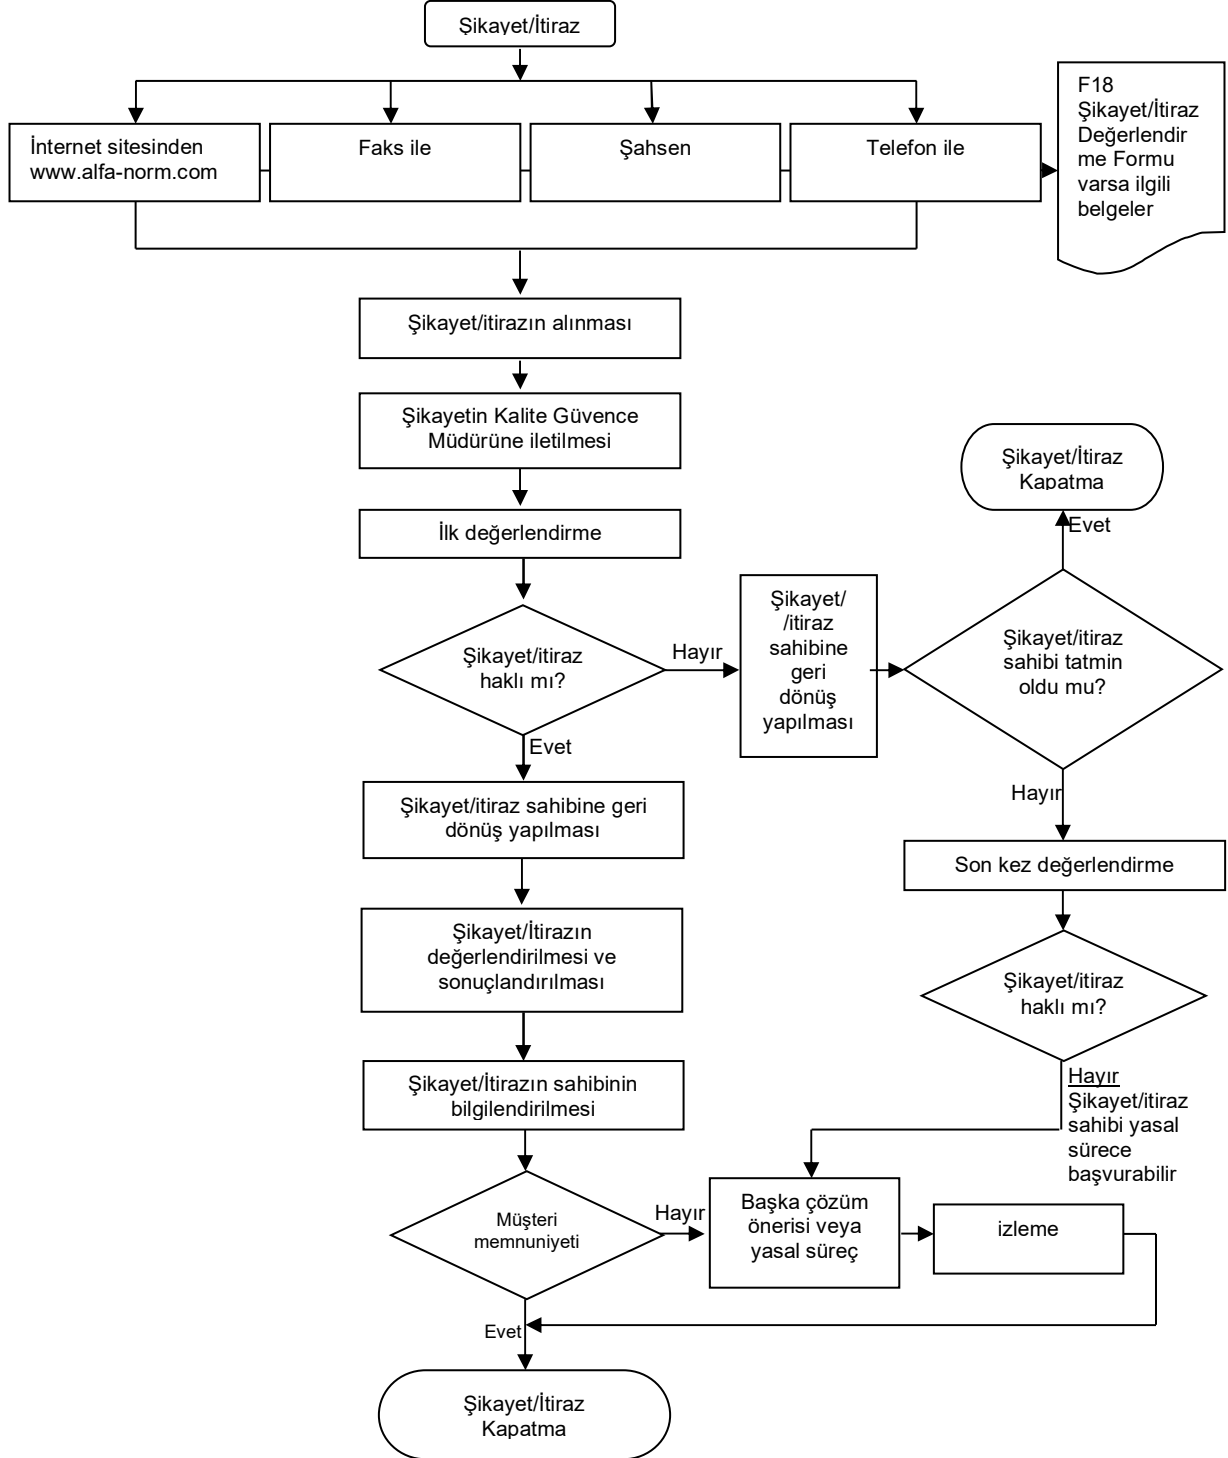 Şikayet/İtiraz
İnternet sitesinden
www.alfa-norm.com
Faks ile
Şahsen
Telefon ile
F18
Şikayet/İtiraz
Değerlendir
me Formu
varsa ilgili
belgeler
Şikayet/itirazın alınması
Şikayetin Kalite Güvence
Müdürüne iletilmesi
Şikayet/İtiraz
Kapatma
İlk değerlendirme
Evet
Şikayet/itiraz
haklı mı?
Hayır
Şikayet/
/itiraz
sahibine
geri
dönüş
yapılması
Şikayet/itiraz
sahibi tatmin
oldu mu?
Evet
Hayır
Şikayet/itiraz sahibine geri
dönüş yapılması
Son kez değerlendirme
Şikayet/İtirazın
değerlendirilmesi ve
sonuçlandırılması
Şikayet/itiraz
haklı mı?
Şikayet/İtirazın sahibinin
bilgilendirilmesi
Hayır
Şikayet/itiraz
sahibi yasal
sürece
başvurabilir
Müşteri
memnuniyeti
Hayır
Başka çözüm
önerisi veya
yasal süreç
izleme
Evet
Şikayet/İtiraz
Kapatma